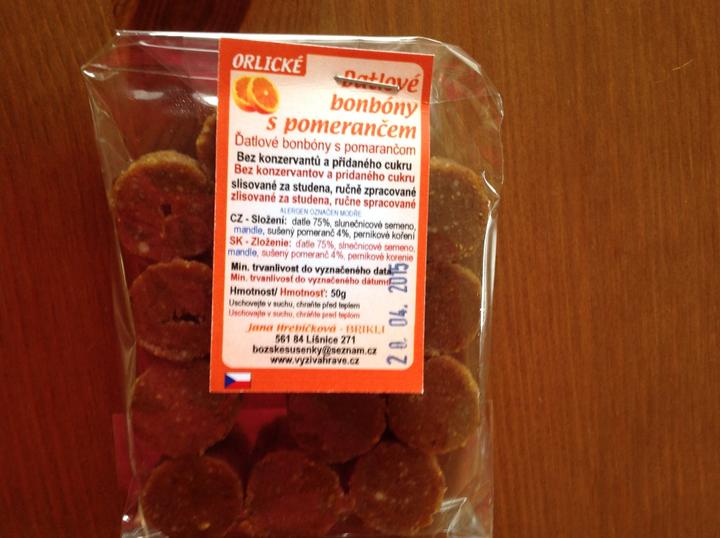 ORLICKÉ
Datlové
bonbóny
s pomerančem
Ďatlové bonbóny s pomarančom
Bez konzervantů a přidaného cukru
Bez konzervantov a pridaného cukru
slisované za studena, ručně zpracované
zlisované za studena, ručne spracované
ALERGEN OZNAČEN MODŘE
CZ - Složení: datle 75%, slunečnicové semeno,
mandle, sušený pomeranč 4%, perníkové koření
SK - Zloženie: ďatle 75%, slnečnicové semeno,
mandle, sušený pomeranč 4%, perníkové korenie
Min. trvanlivost do vyznačeného data
Min. trvanlivosť do vyznačeného dátumu
Hmotnost/ Hmotnosť: 50g
Uschovejte v suchu, chraňte před teplem
Uschovejte v suchu, chraňte pred teplom
Jana Hrebíčková - BRIKLI
561 84 Líšnice 271
bozskesusenky@seznam.cz
www.vyzivahrave.cz
20. 04. 2015